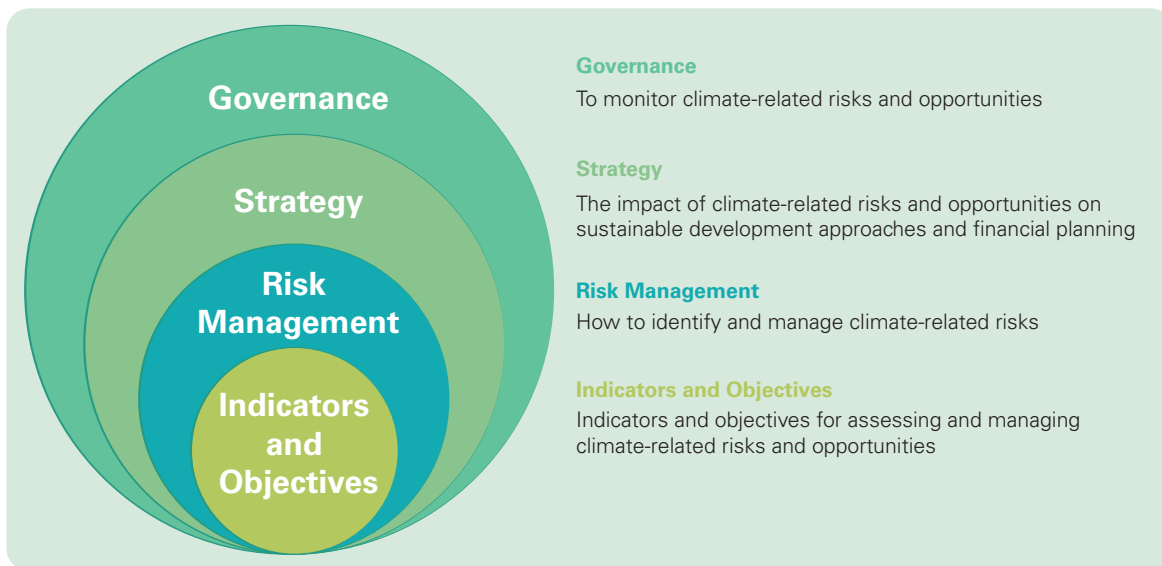 Governance
Strategy
Risk
Management
Indicators
and
Objectives
Governance
To monitor climate-related risks and opportunities
Strategy
The impact of climate-related risks and opportunities on
sustainable development approaches and financial planning
Risk Management
How to identify and manage climate-related risks
Indicators and Objectives
Indicators and objectives for assessing and managing
climate-related risks and opportunities